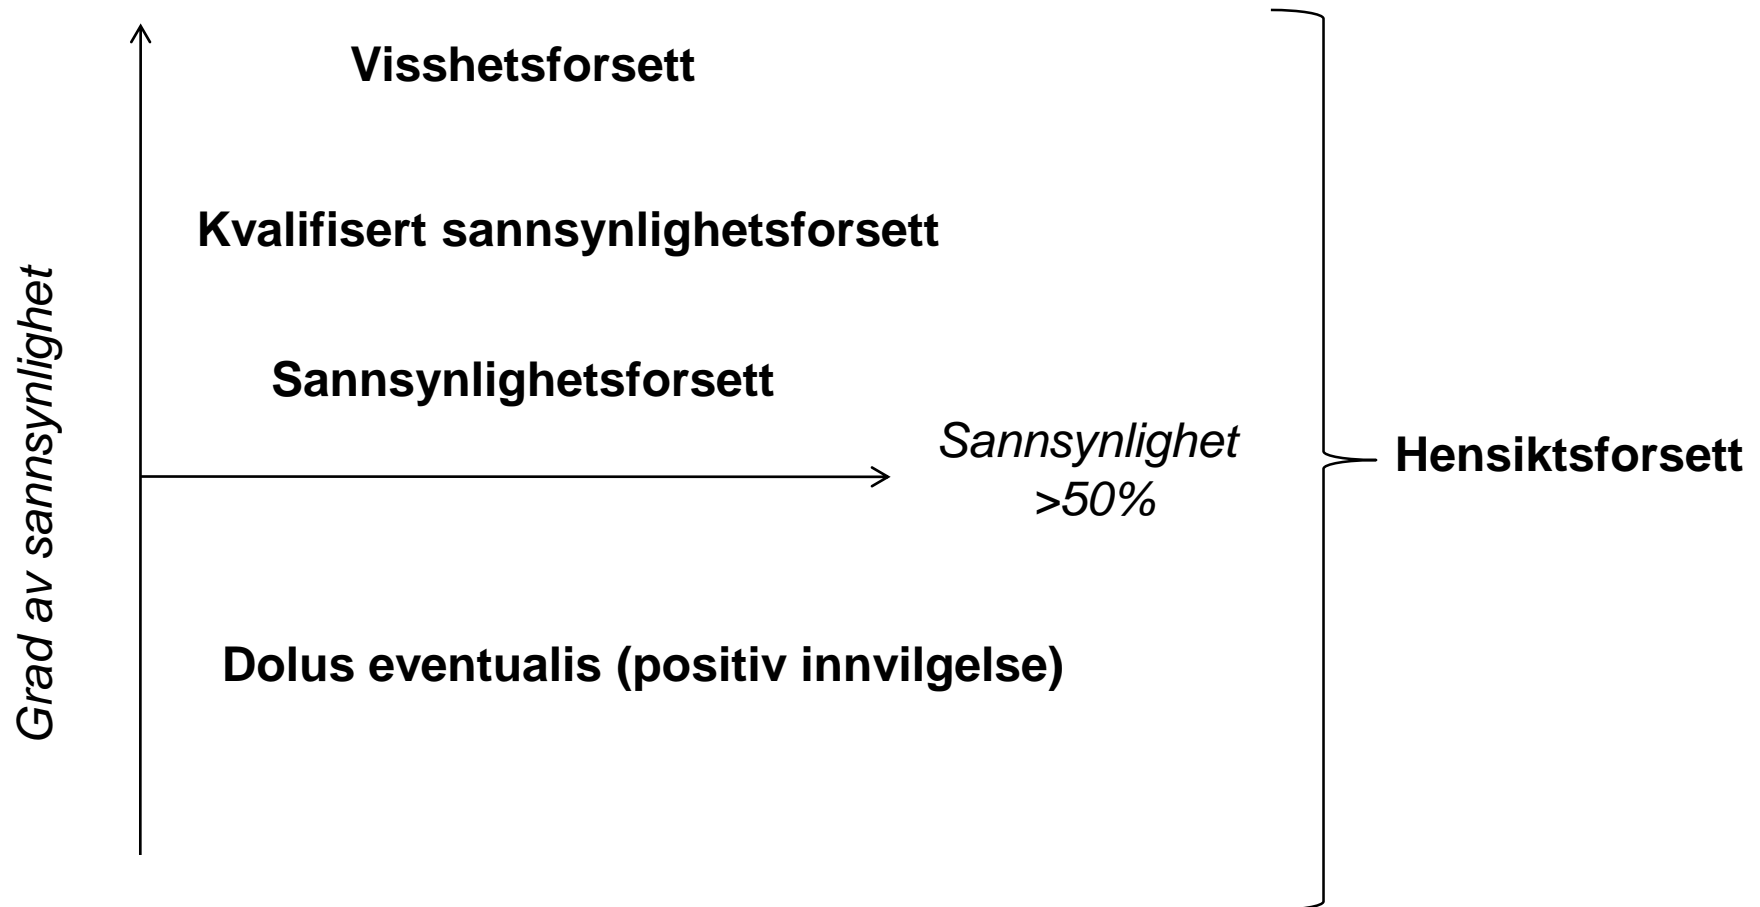 Visshetsforsett
Kvalifisert sannsynlighetsforsett
Grad av sannsynlighet
Sannsynlighetsforsett
Sannsynlighet
>50%
Hensiktsforsett
Dolus eventualis (positiv innvilgelse)